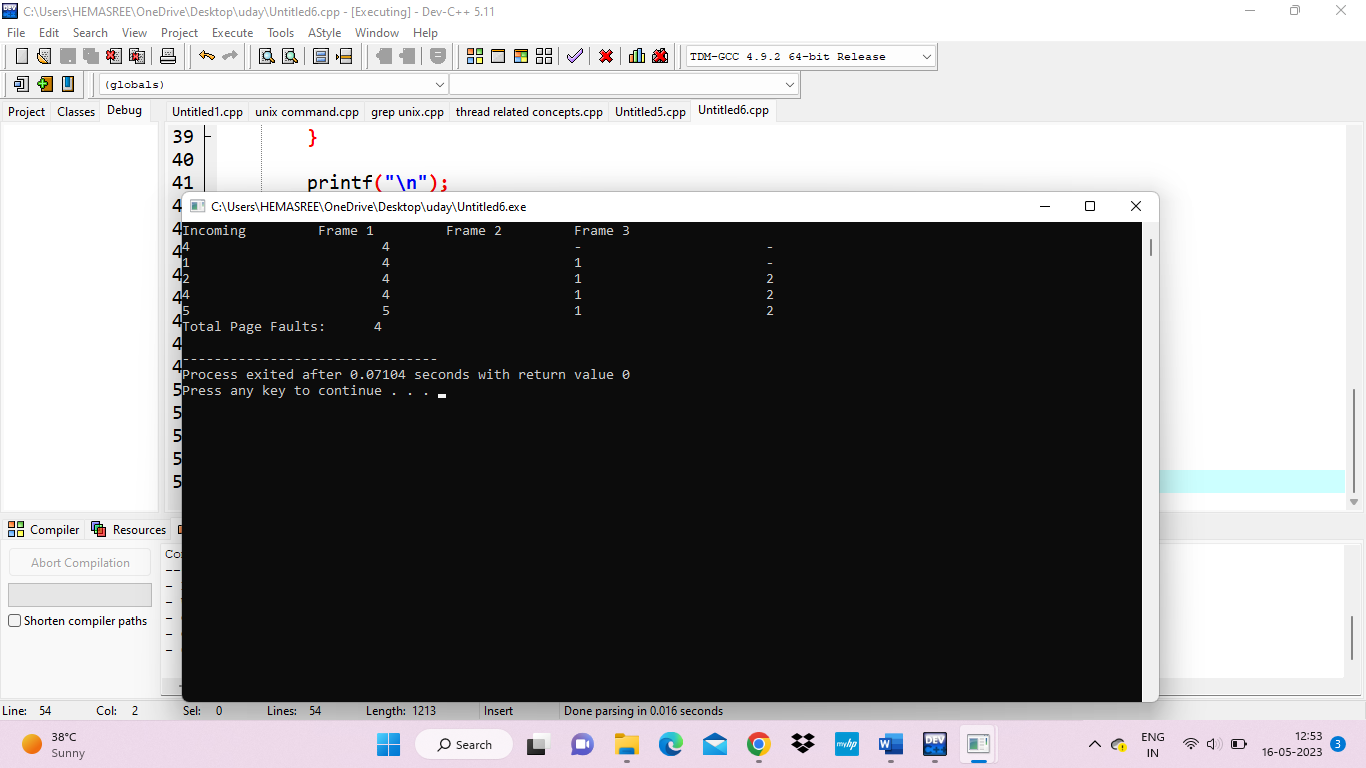 C:\Users\HEMASREE\OneDrive\Desktop\uday\Untitled6.cpp - [Executing] - Dev-C++ 5.11
File Edit Search View Project Execute Tools AStyle Window Help
TDM-GCC 4.9.2 64-bit Release
(globals)
Project Classes Debug Untitled1.cpp unix command.cpp grep unix.cpp thread related concepts.cpp Untitled5.cpp Untitled6.cpp
39 }
40
41 printf("\n");
C:\Users\HEMASREE\OneDrive\Desktop\uday\Untitled6.exe
Incoming Frame 1 Frame 2 Frame 3
4 4 - -
1 4 1 -
2 4 1 2
4 4 1 2
5 5 1 2
Total Page Faults: 4
--------------------------------
Process exited after 0.07104 seconds with return value 0
Press any key to continue . . .
Compiler Resources
Abort Compilation
Shorten compiler paths
Line: 54 Col: 2 Sel: 0 Lines: 54 Length: 1213 Insert Done parsing in 0.016 seconds
38°C
Sunny
Search
DEV
myhp
W
DEV
ENG
IN
12:53
16-05-2023
3